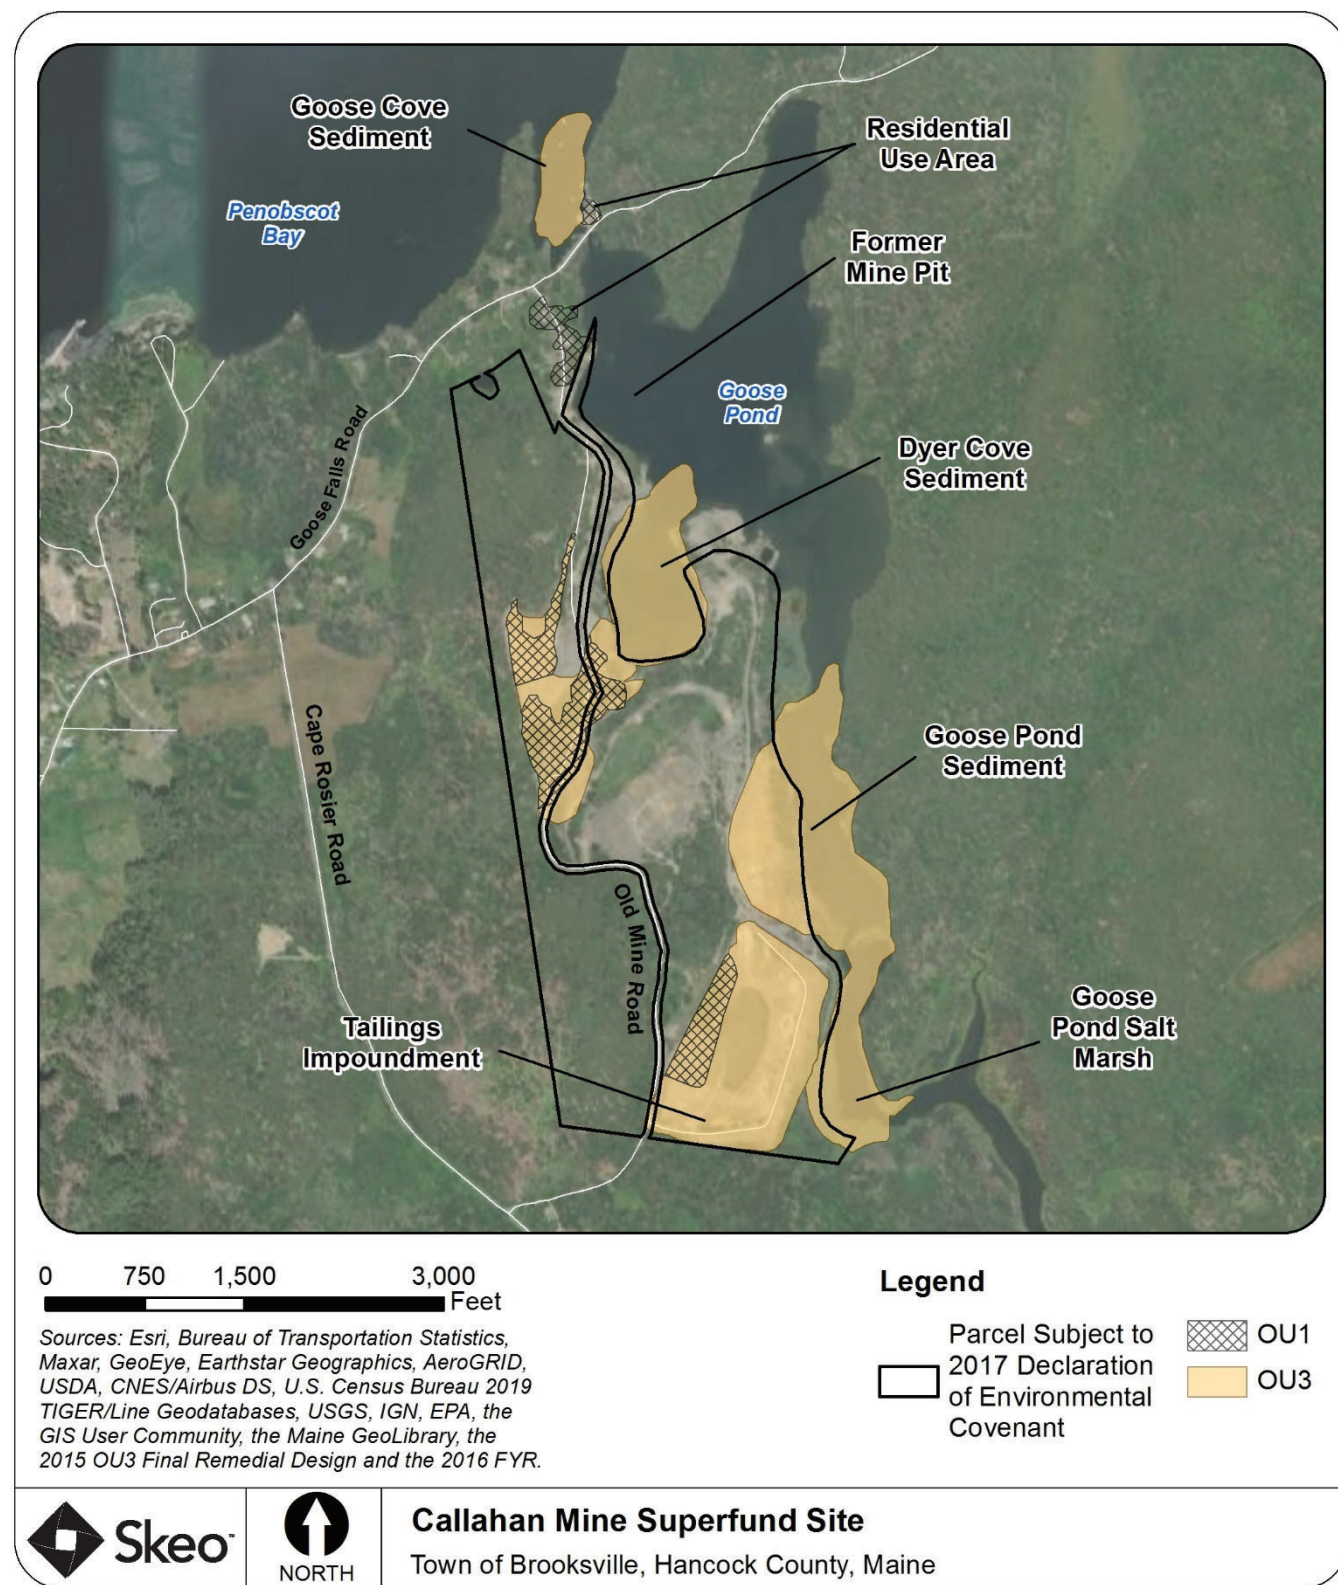 Goose Cove
Sediment
Residential
Use Area
Penobscot
Bay
Former
Mine Pit
Goose
Pond
Dyer Cove
Sediment
Goose Falls Road
Cape Rosier Road
Goose Pond
Sediment
Old Mine Road
Tailings
Impoundment
Goose
Pond Salt
Marsh
0 750 1,500 3,000
Feet
Sources: Esri, Bureau of Transportation Statistics,
Maxar, GeoEye, Earthstar Geographics, AeroGRID,
USDA, CNES/Airbus DS, U.S. Census Bureau 2019
TIGER/Line Geodatabases, USGS, IGN, EPA, the
GIS User Community, the Maine GeoLibrary, the
2015 OU3 Final Remedial Design and the 2016 FYR.
Legend
Parcel Subject to
2017 Declaration
of Environmental
Covenant
OU1
OU3
Skeo™
NORTH
Callahan Mine Superfund Site
Town of Brooksville, Hancock County, Maine